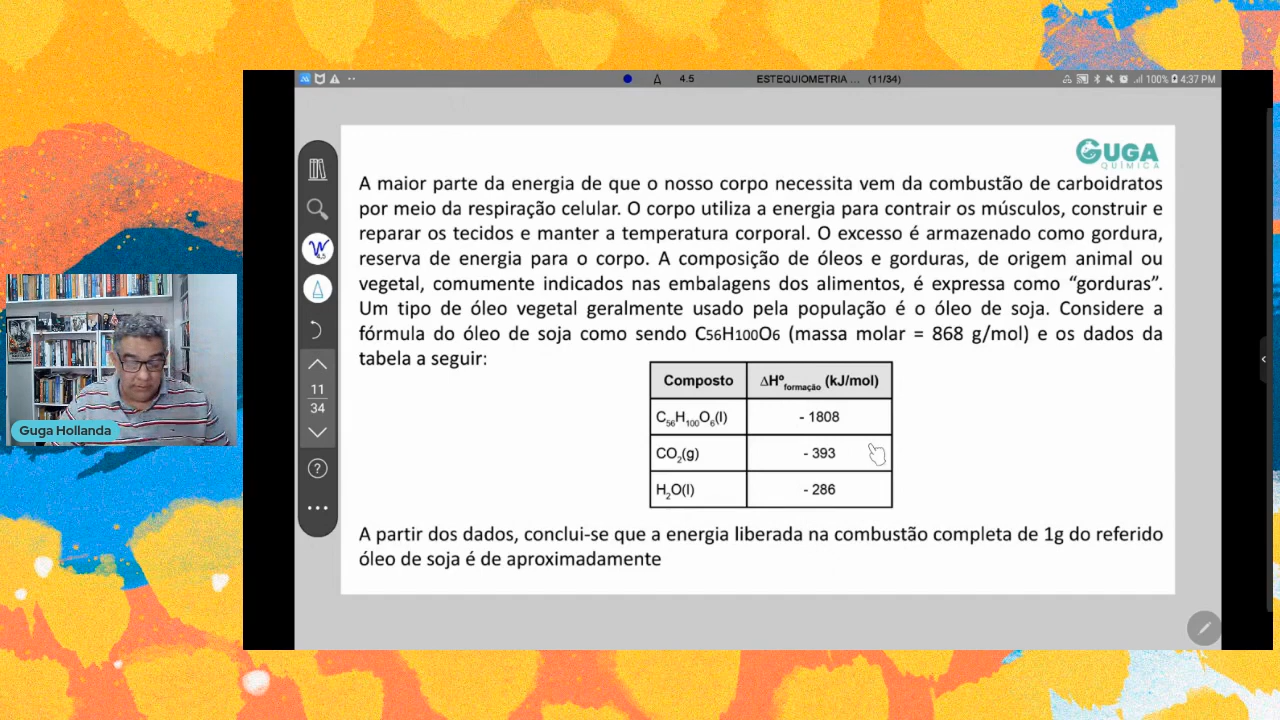 4.5 ESTEQUIOMETRIA ... (11/34) 100% 4:37 PM
GUGA
QUÍMICA
A maior parte da energia de que o nosso corpo necessita vem da combustão de carboidratos
por meio da respiração celular. O corpo utiliza a energia para contrair os músculos, construir e
reparar os tecidos e manter a temperatura corporal. O excesso é armazenado como gordura,
reserva de energia para o corpo. A composição de óleos e gorduras, de origem animal ou
vegetal, comumente indicados nas embalagens dos alimentos, é expressa como “gorduras”.
Um tipo de óleo vegetal geralmente usado pela população é o óleo de soja. Considere a
fórmula do óleo de soja como sendo C56H100O6 (massa molar = 868 g/mol) e os dados da
tabela a seguir:
Composto ΔHº formação (kJ/mol)
C₅₆H₁₀₀O₆(l) - 1808
CO₂(g) - 393
H₂O(l) - 286
A partir dos dados, conclui-se que a energia liberada na combustão completa de 1g do referido
óleo de soja é de aproximadamente
4.5
11
34
?
Guga Hollanda